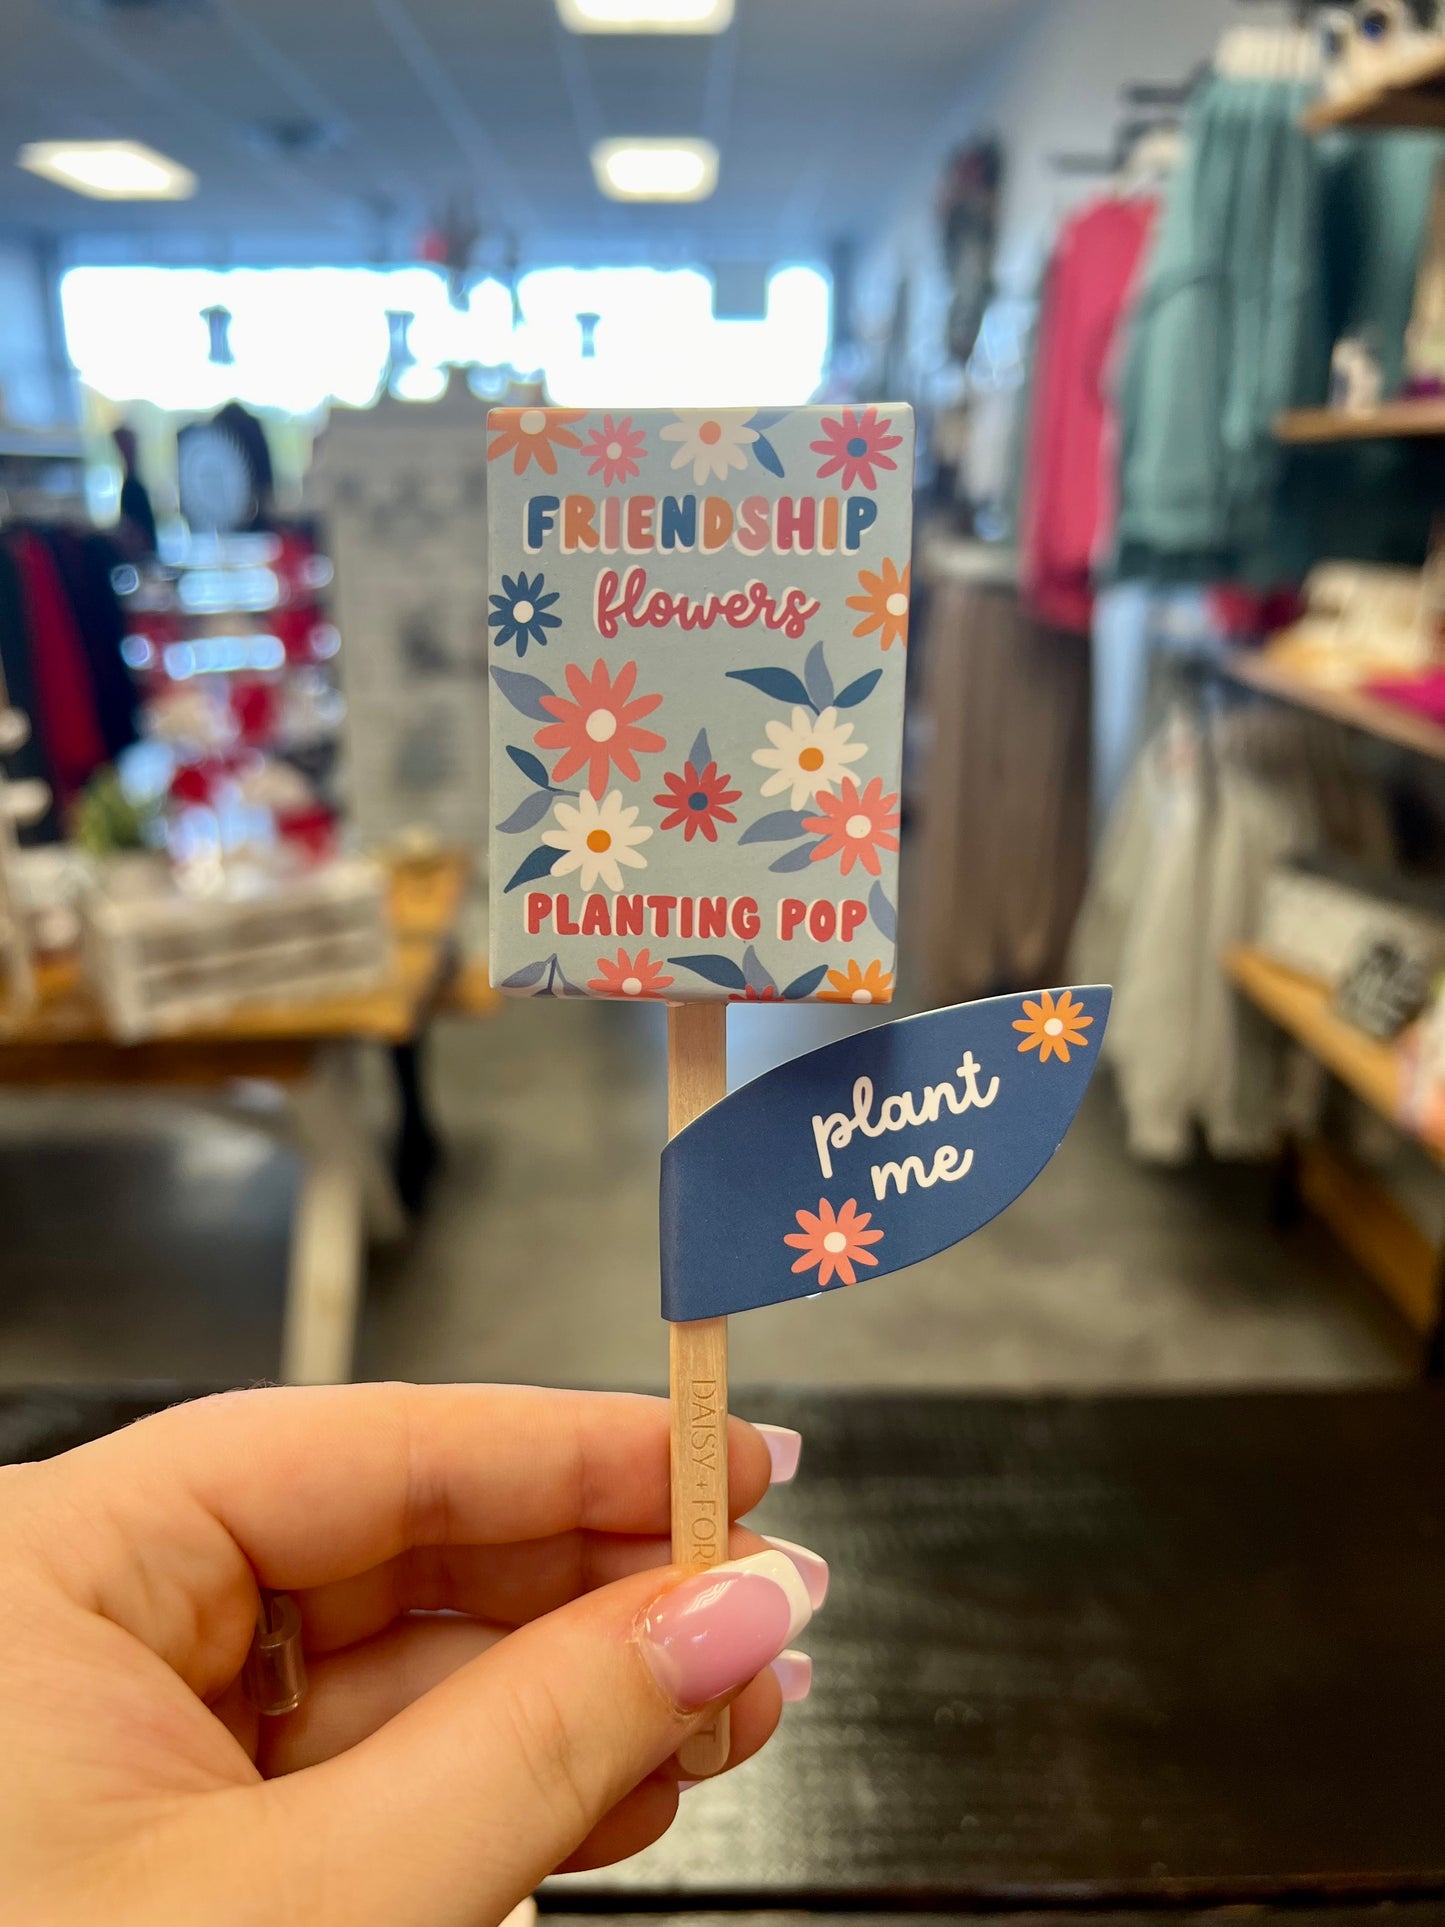 FRIENDSHIP
flowers
PLANTING POP
plant
me
DAISY + FOR
T